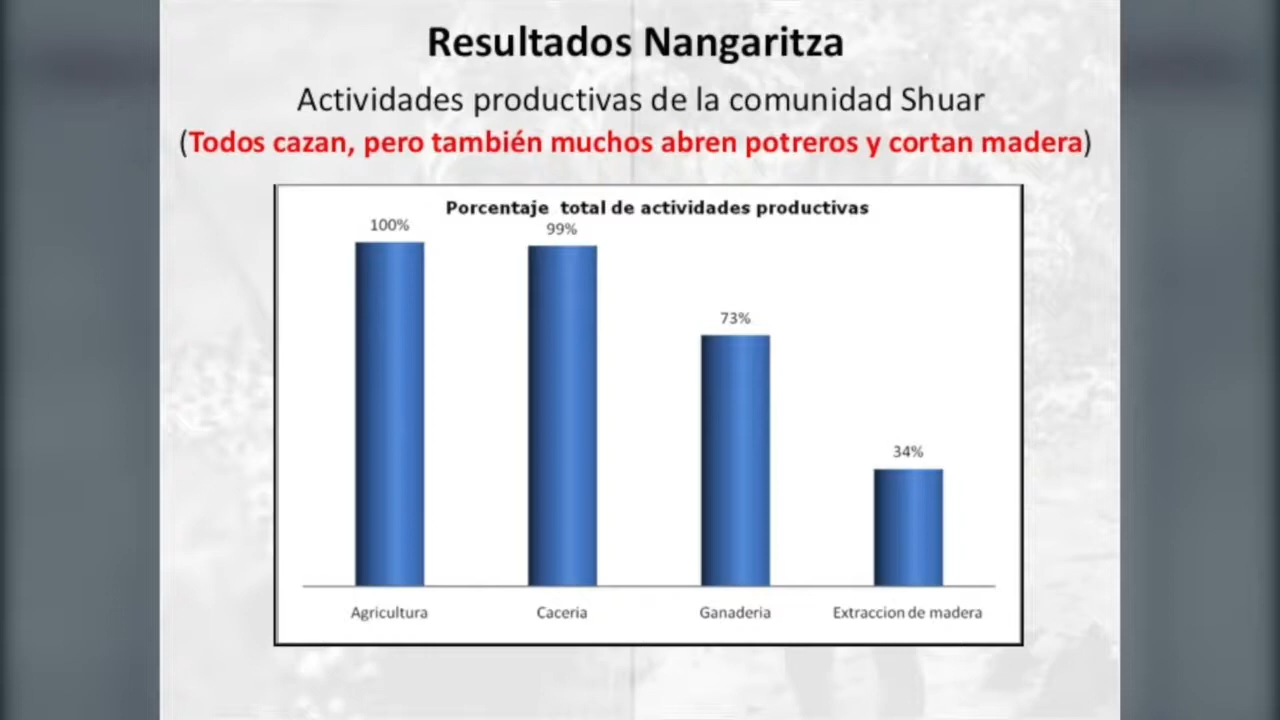 Resultados Nangaritza
Actividades productivas de la comunidad Shuar
(Todos cazan, pero también muchos abren potreros y cortan madera)
Porcentaje total de actividades productivas
100%
99%
73%
34%
Agricultura
Caceria
Ganaderia
Extraccion de madera